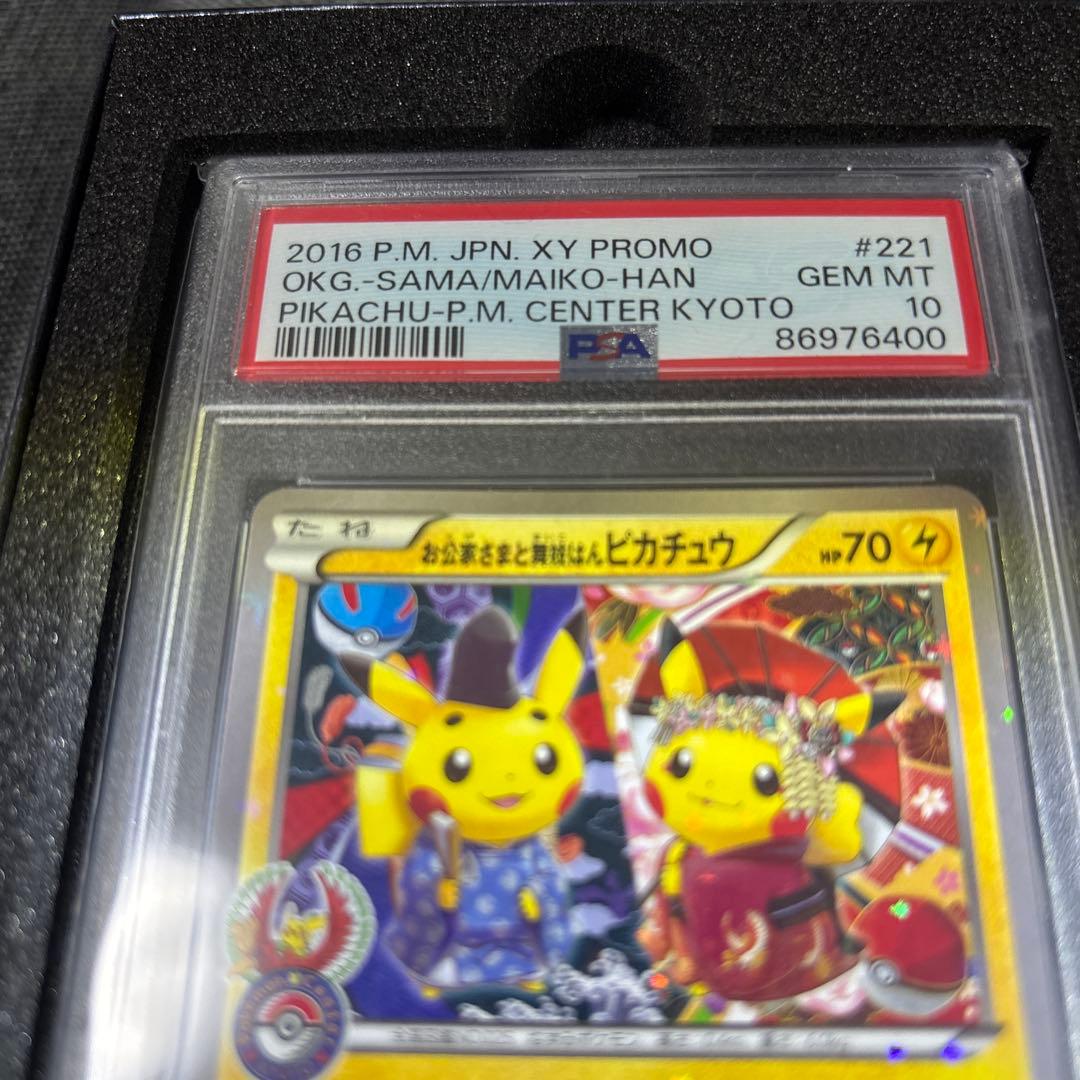 2016 P.M. JPN. XY PROMO #221
OKG.-SAMA/MAIKO-HAN GEM MT
PIKACHU-P.M. CENTER KYOTO 10
PSA 86976400
たね お公家さまと舞妓はんピカチュウ HP70